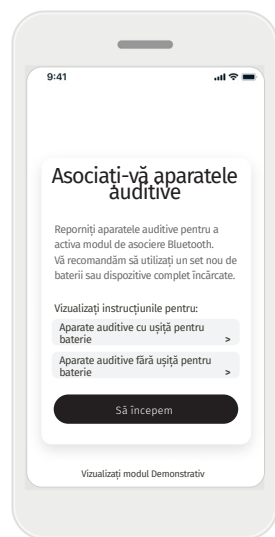 9:41
Asociați-vă aparatele
auditive
Reporniți aparatele auditive pentru a
activa modul de asociere Bluetooth.
Vă recomandăm să utilizați un set nou de
baterii sau dispozitive complet încărcate.
Vizualizați instrucțiunile pentru:
Aparate auditive cu ușiță pentru
baterie >
Aparate auditive fără ușiță pentru
baterie >
Să începem
Vizualizați modul Demonstrativ